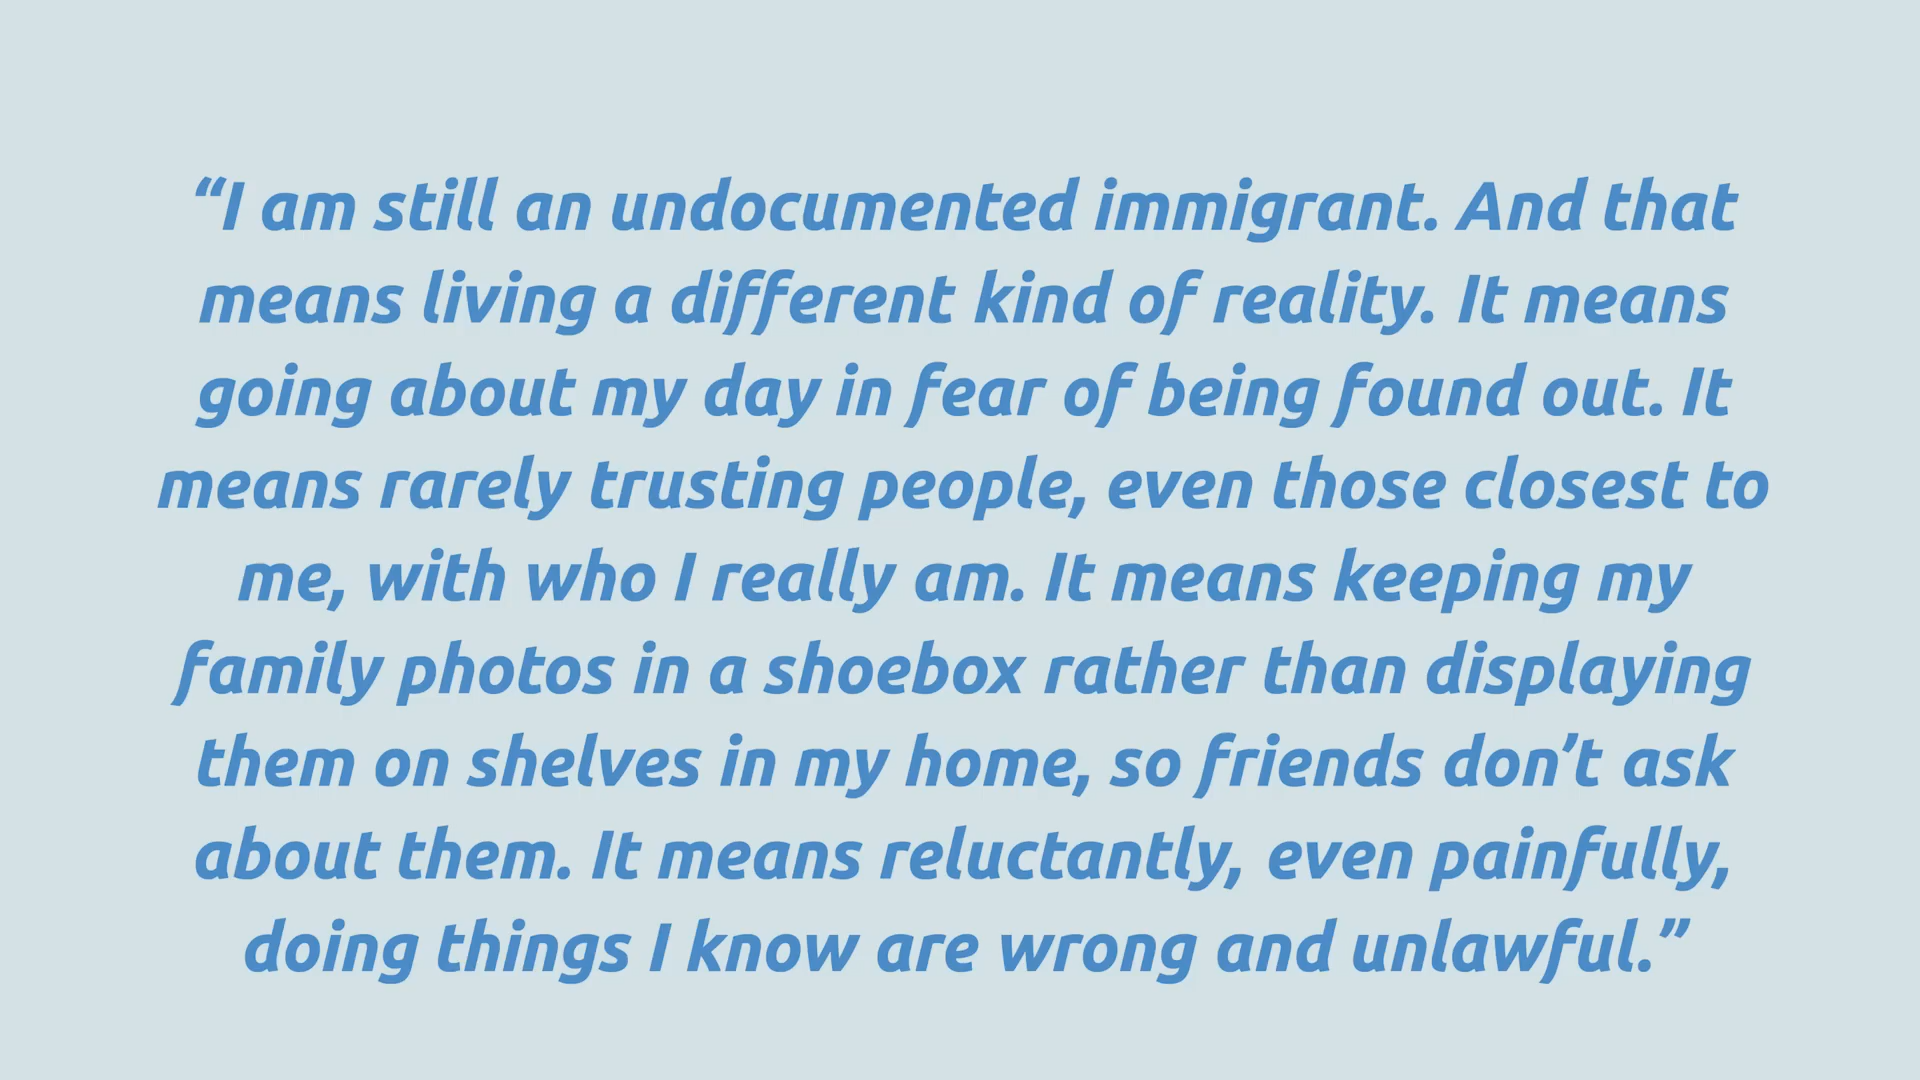 “I am still an undocumented immigrant. And that
means living a different kind of reality. It means
going about my day in fear of being found out. It
means rarely trusting people, even those closest to
me, with who I really am. It means keeping my
family photos in a shoebox rather than displaying
them on shelves in my home, so friends don’t ask
about them. It means reluctantly, even painfully,
doing things I know are wrong and unlawful.”